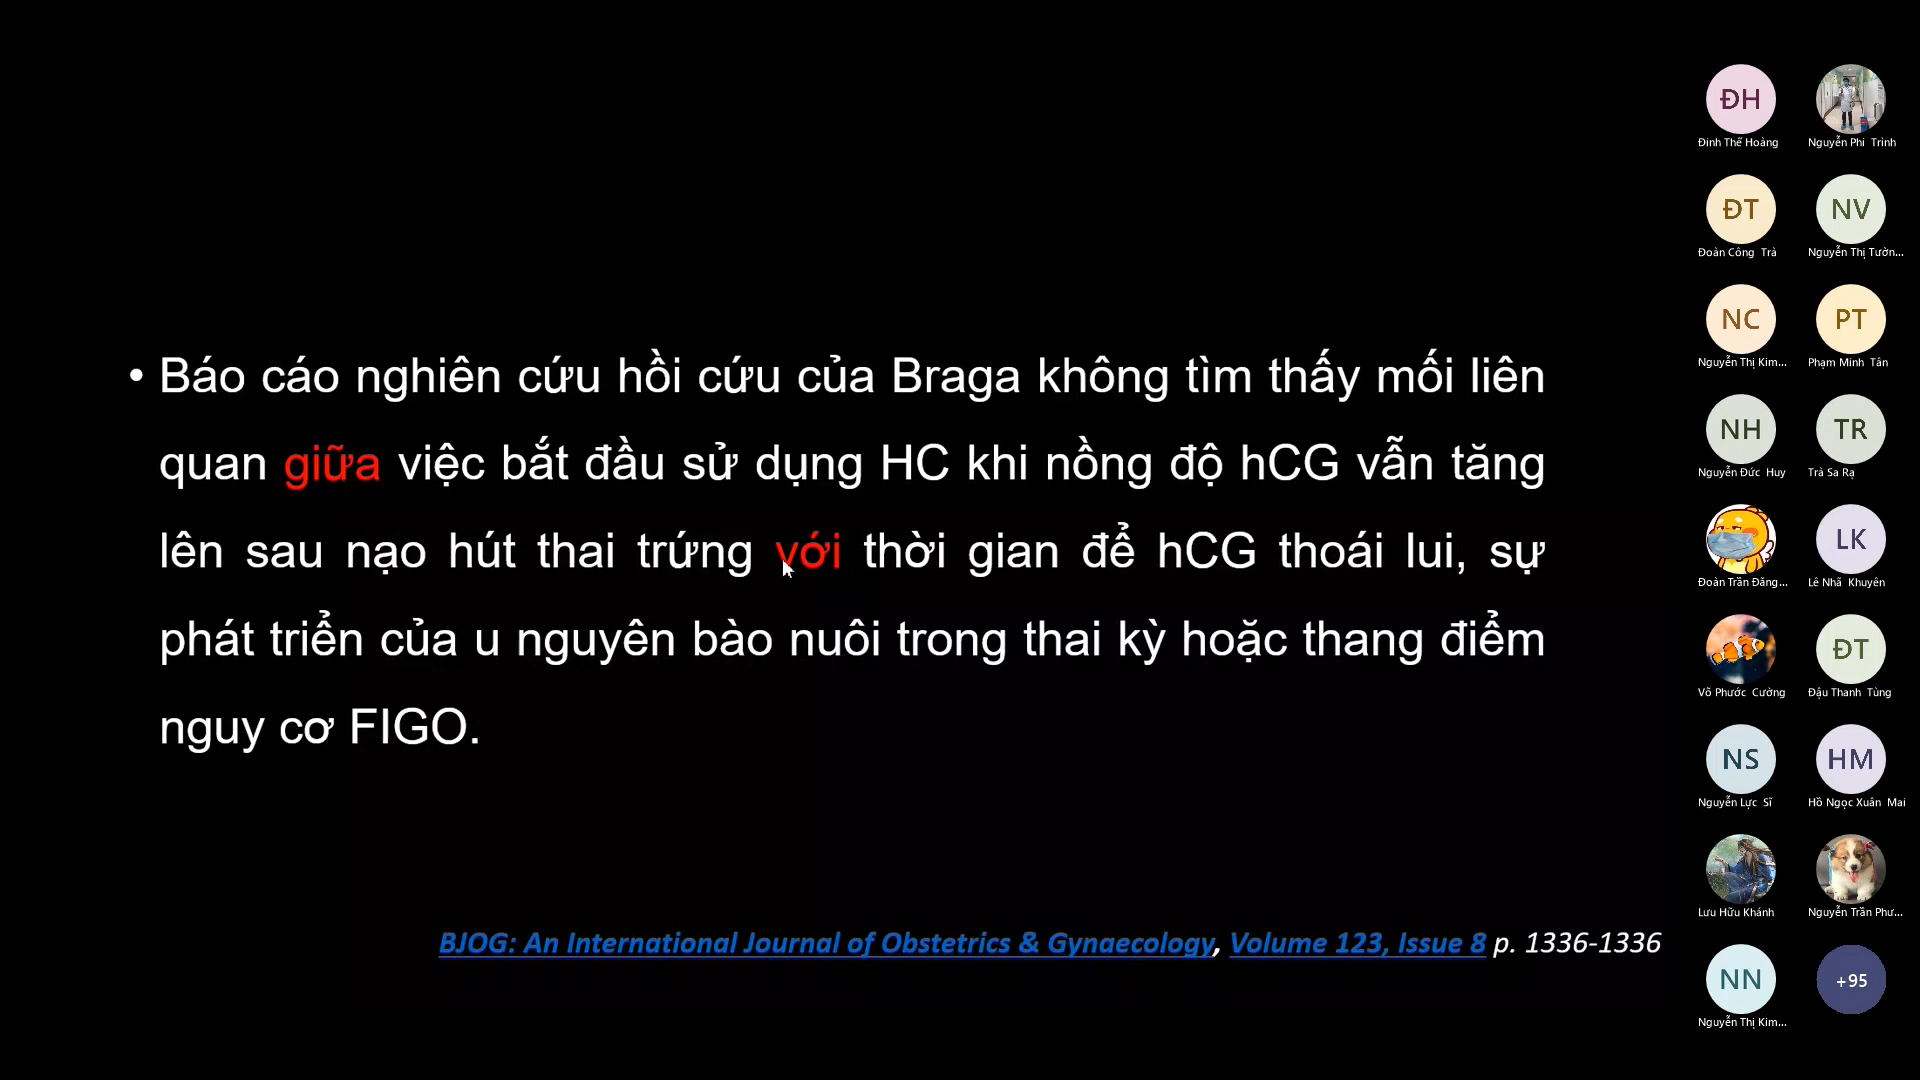 • Báo cáo nghiên cứu hồi cứu của Braga không tìm thấy mối liên
quan giữa việc bắt đầu sử dụng HC khi nồng độ hCG vẫn tăng
lên sau nạo hút thai trứng với thời gian để hCG thoái lui, sự
phát triển của u nguyên bào nuôi trong thai kỳ hoặc thang điểm
nguy cơ FIGO.
BJOG: An International Journal of Obstetrics & Gynaecology, Volume 123, Issue 8 p. 1336-1336
ĐH
Đinh Thế Hoàng
Nguyễn Phi Trình
ĐT
NV
Đoàn Công Trà
Nguyễn Thị Tườn...
NC
PT
Nguyễn Thị Kim...
Phạm Minh Tấn
NH
TR
Nguyễn Đức Huy
Trà Sa Rạ
LK
Đoàn Trần Đăng...
Lê Nhã Khuyên
ĐT
Võ Phước Cường
Đậu Thanh Tùng
NS
HM
Nguyễn Lực Sĩ
Hồ Ngọc Xuân Mai
Lưu Hữu Khánh
Nguyễn Trần Phư...
NN
+95
Nguyễn Thị Kim...